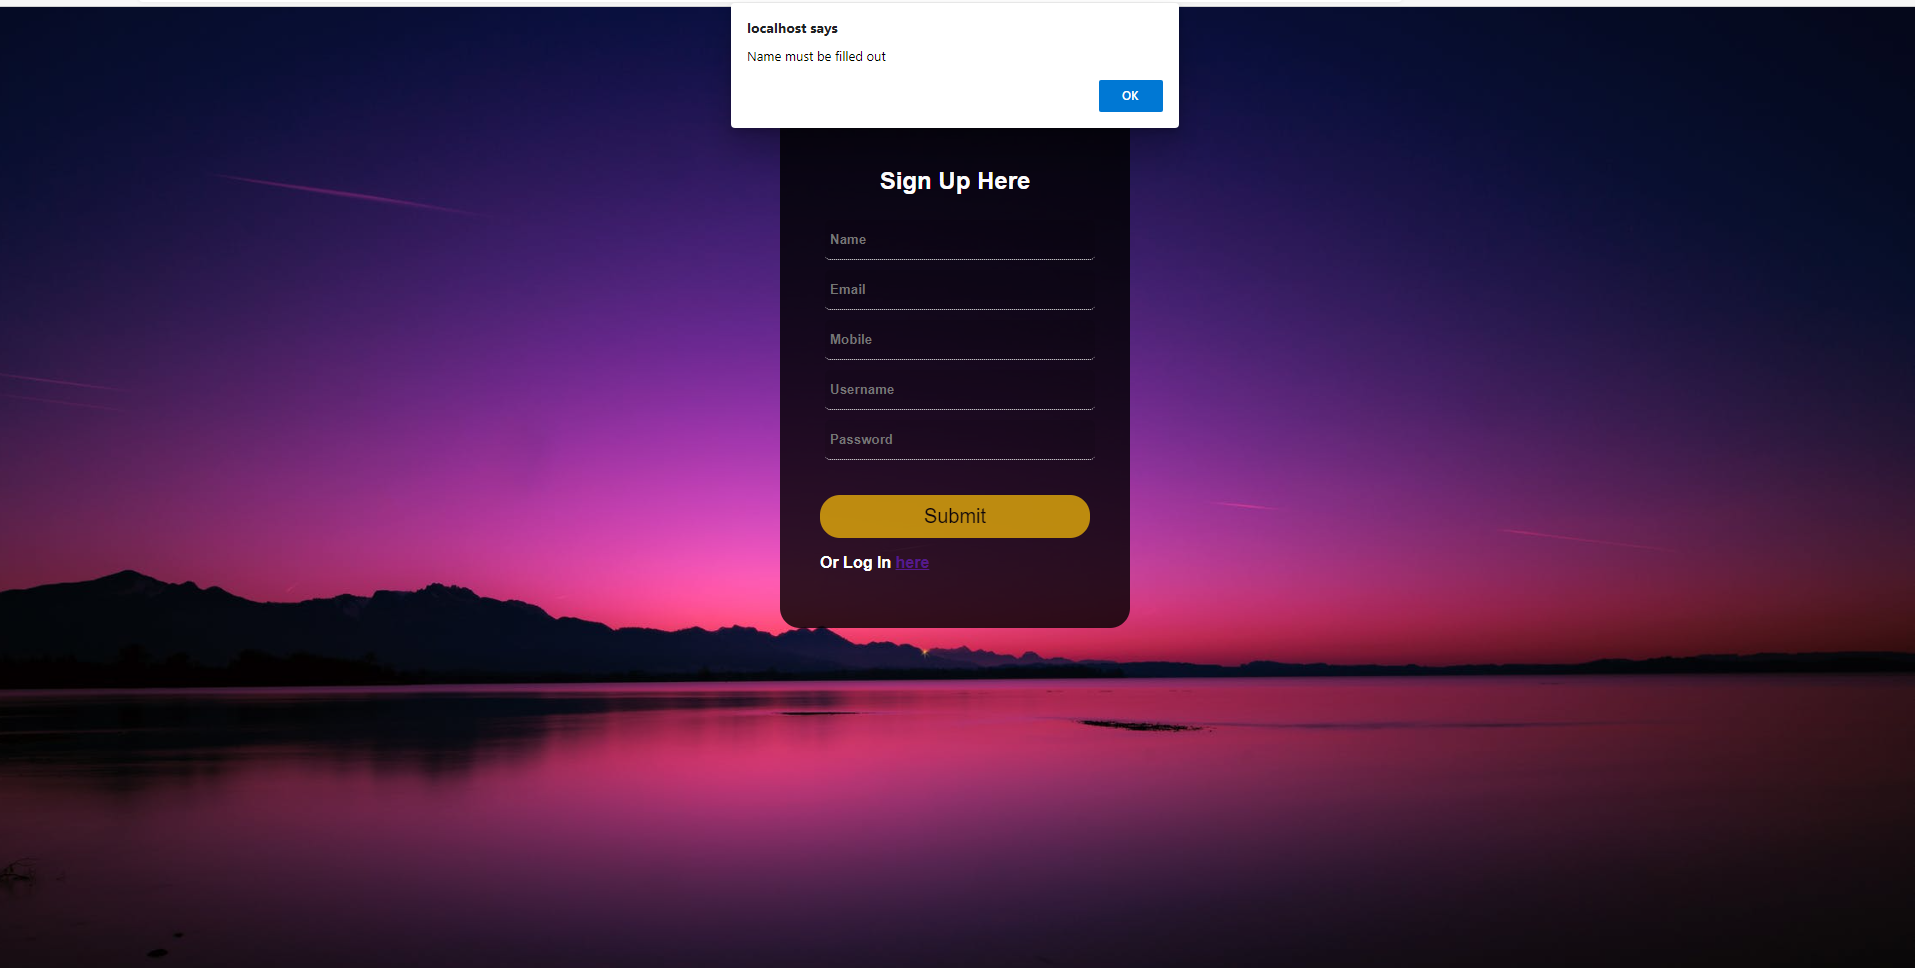 localhost says
Name must be filled out
OK
Sign Up Here
Name
Email
Mobile
Username
Password
Submit
Or Log In here